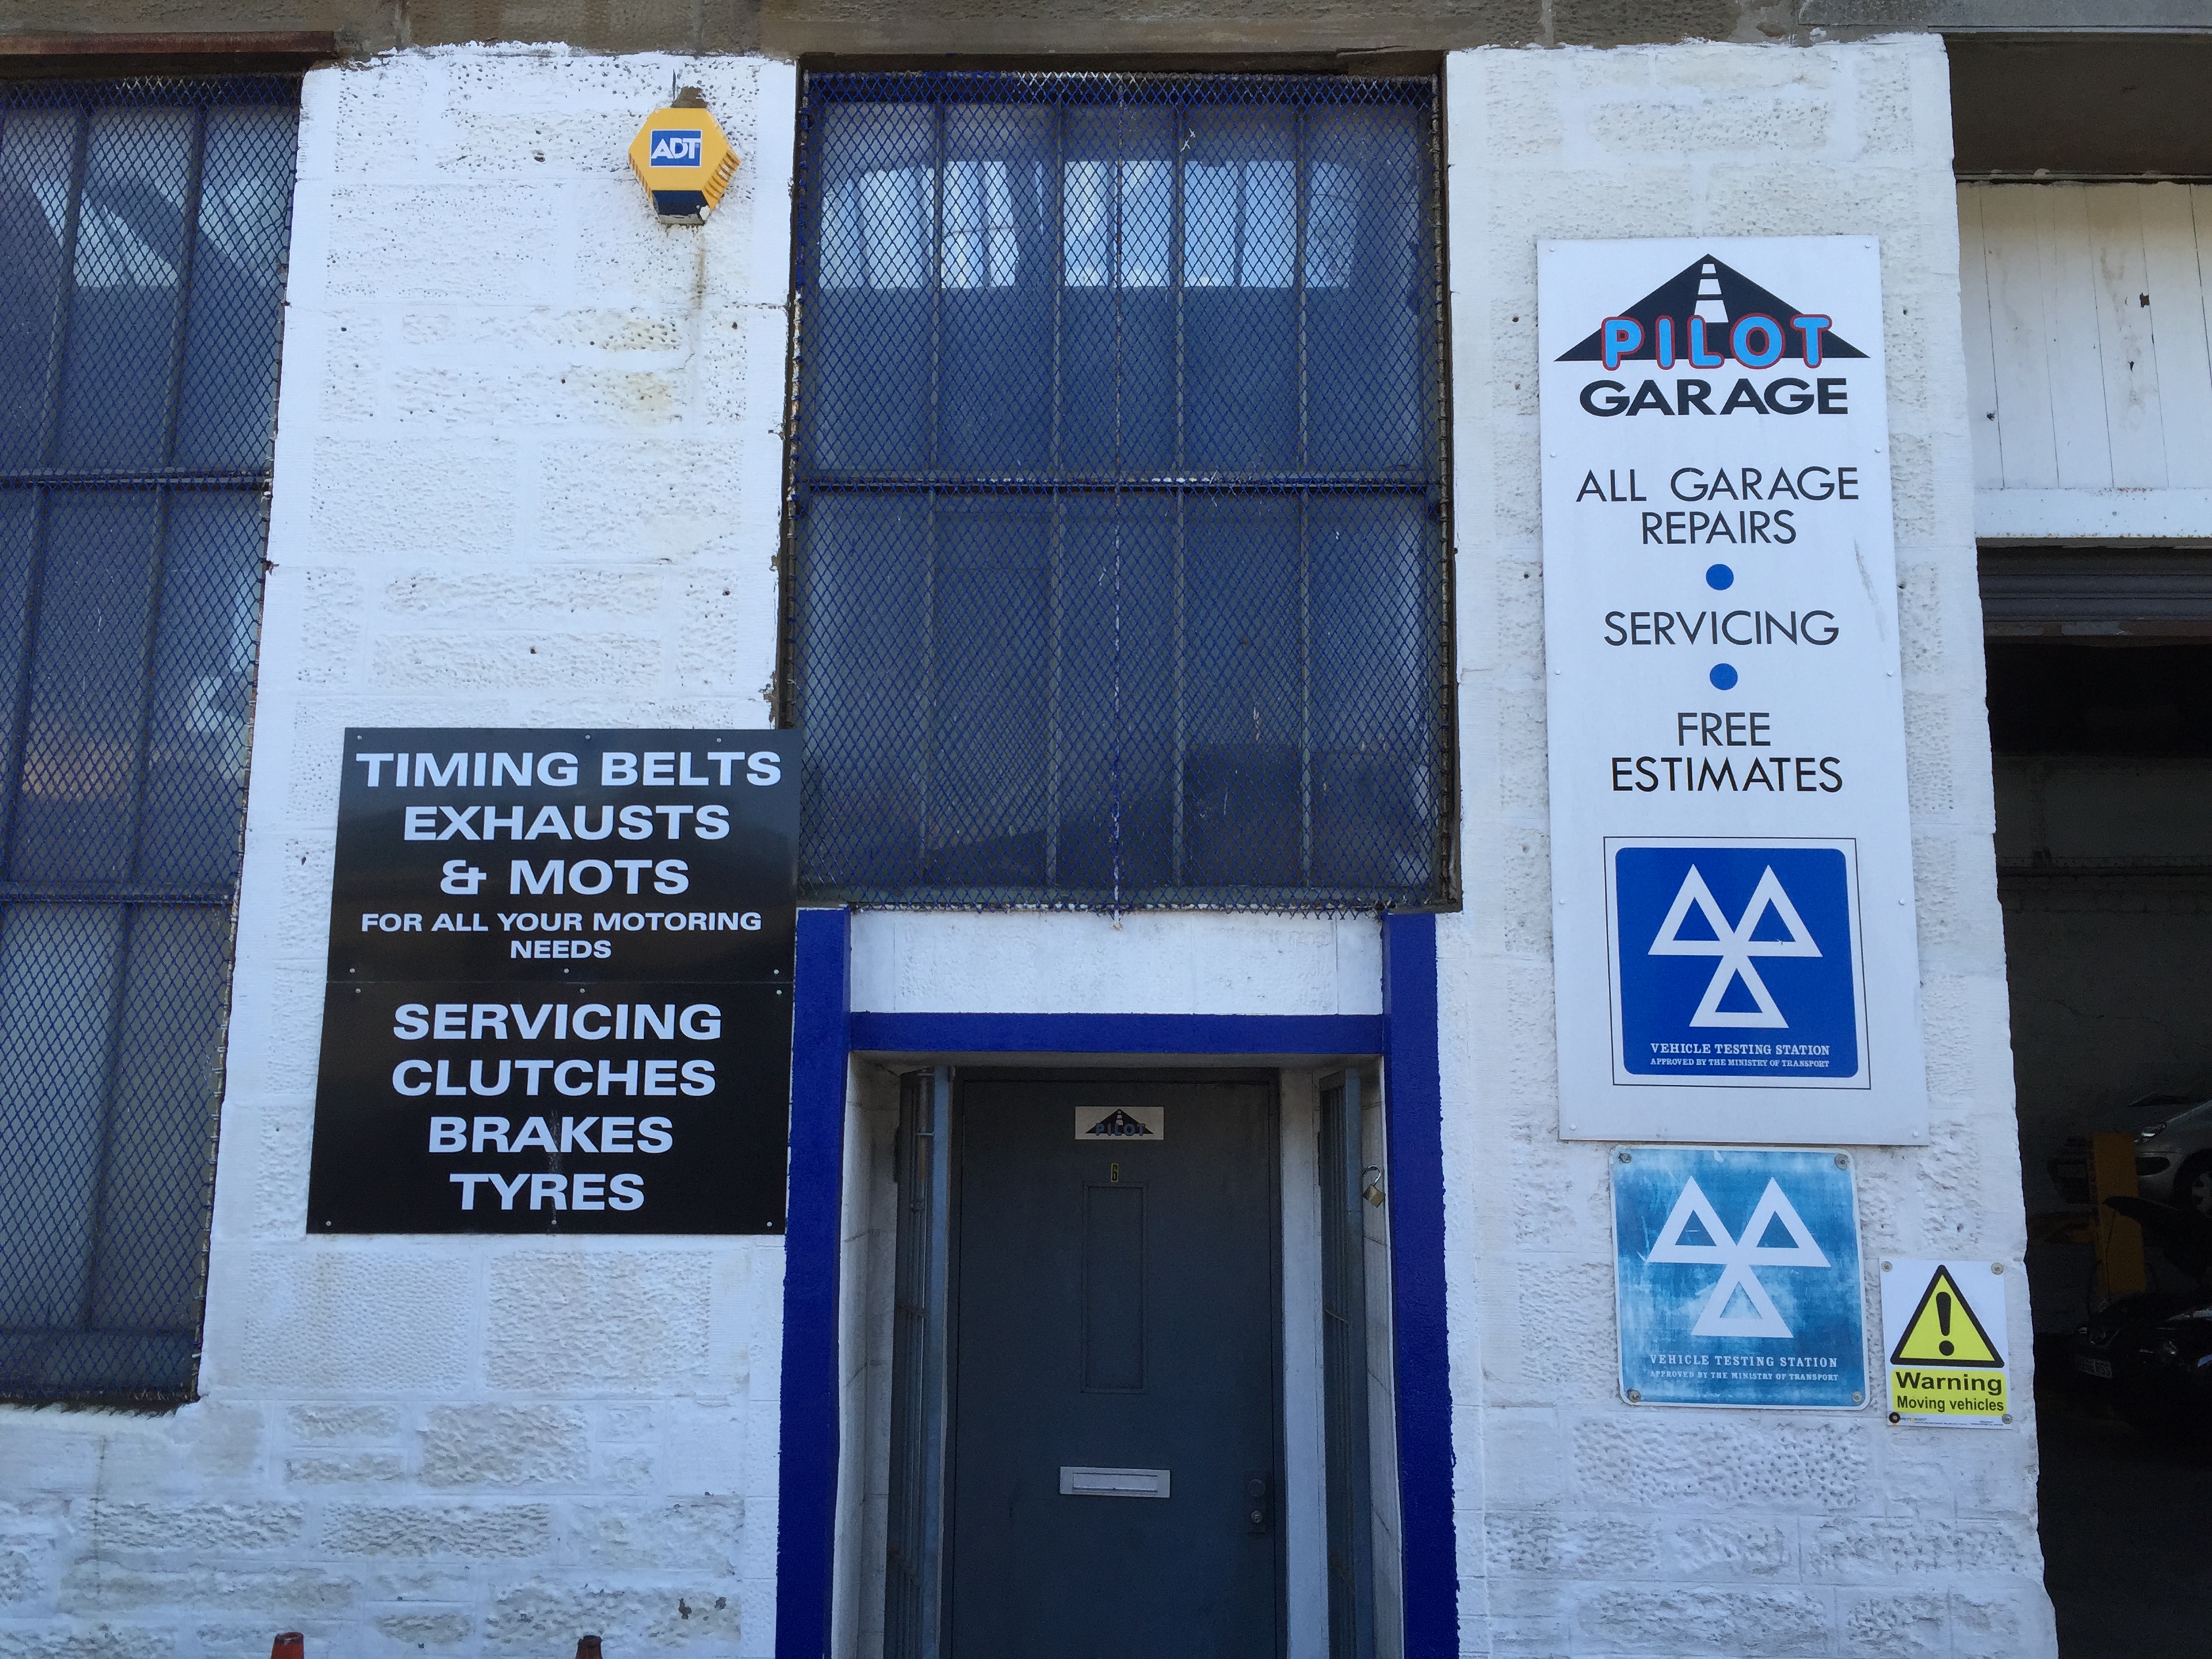 ADT
TIMING BELTS
EXHAUSTS
& MOTS
FOR ALL YOUR MOTORING
NEEDS
SERVICING
CLUTCHES
BRAKES
TYRES
PILOT
6
PILOT
GARAGE
ALL GARAGE
REPAIRS
SERVICING
FREE
ESTIMATES
VEHICLE TESTING STATION
APPROVED BY THE MINISTRY OF TRANSPORT
VEHICLE TESTING STATION
APPROVED BY THE MINISTRY OF TRANSPORT
Warning
Moving vehicles